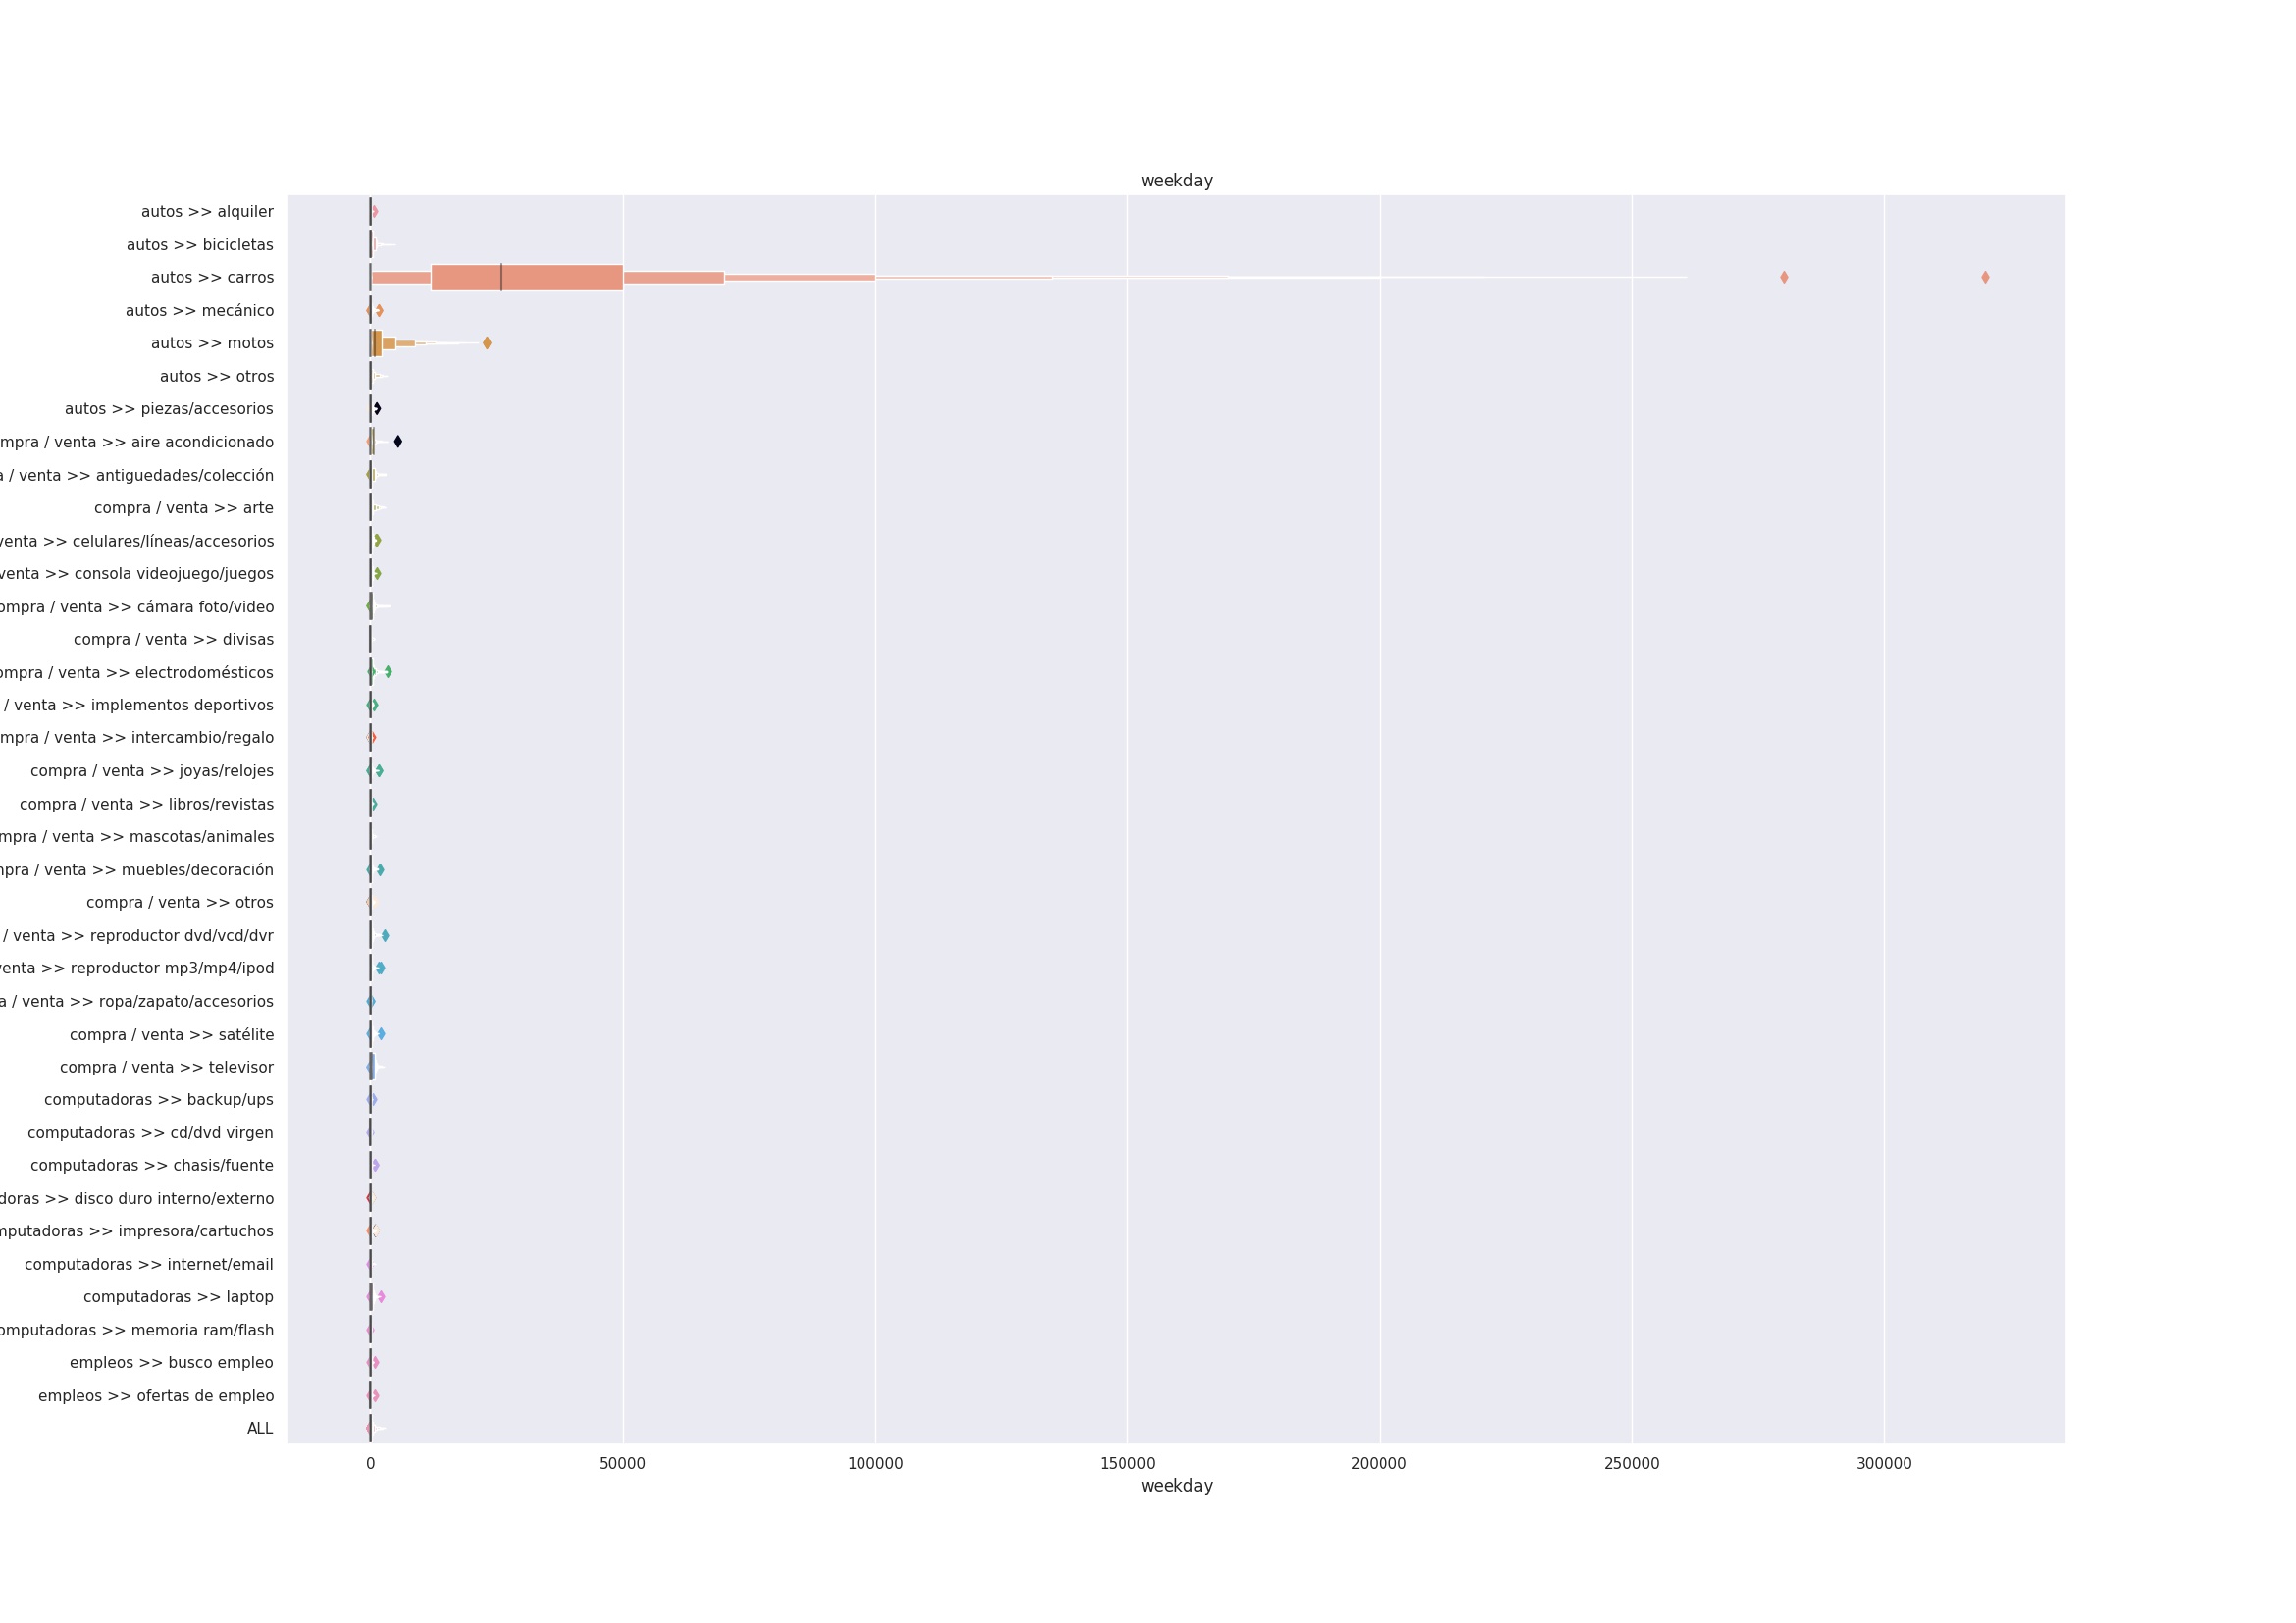 weekday
autos >> alquiler
autos >> bicicletas
autos >> carros
autos >> mecánico
autos >> motos
autos >> otros
autos >> piezas/accesorios
mpra / venta >> aire acondicionado
a / venta >> antiguedades/colección
compra / venta >> arte
venta >> celulares/líneas/accesorios
venta >> consola videojuego/juegos
ompra / venta >> cámara foto/video
compra / venta >> divisas
ompra / venta >> electrodomésticos
/ venta >> implementos deportivos
mpra / venta >> intercambio/regalo
compra / venta >> joyas/relojes
compra / venta >> libros/revistas
mpra / venta >> mascotas/animales
mpra / venta >> muebles/decoración
compra / venta >> otros
/ venta >> reproductor dvd/vcd/dvr
venta >> reproductor mp3/mp4/ipod
a / venta >> ropa/zapato/accesorios
compra / venta >> satélite
compra / venta >> televisor
computadoras >> backup/ups
computadoras >> cd/dvd virgen
computadoras >> chasis/fuente
doras >> disco duro interno/externo
mputadoras >> impresora/cartuchos
computadoras >> internet/email
computadoras >> laptop
omputadoras >> memoria ram/flash
empleos >> busco empleo
empleos >> ofertas de empleo
ALL
0 50000 100000 150000 200000 250000 300000
weekday